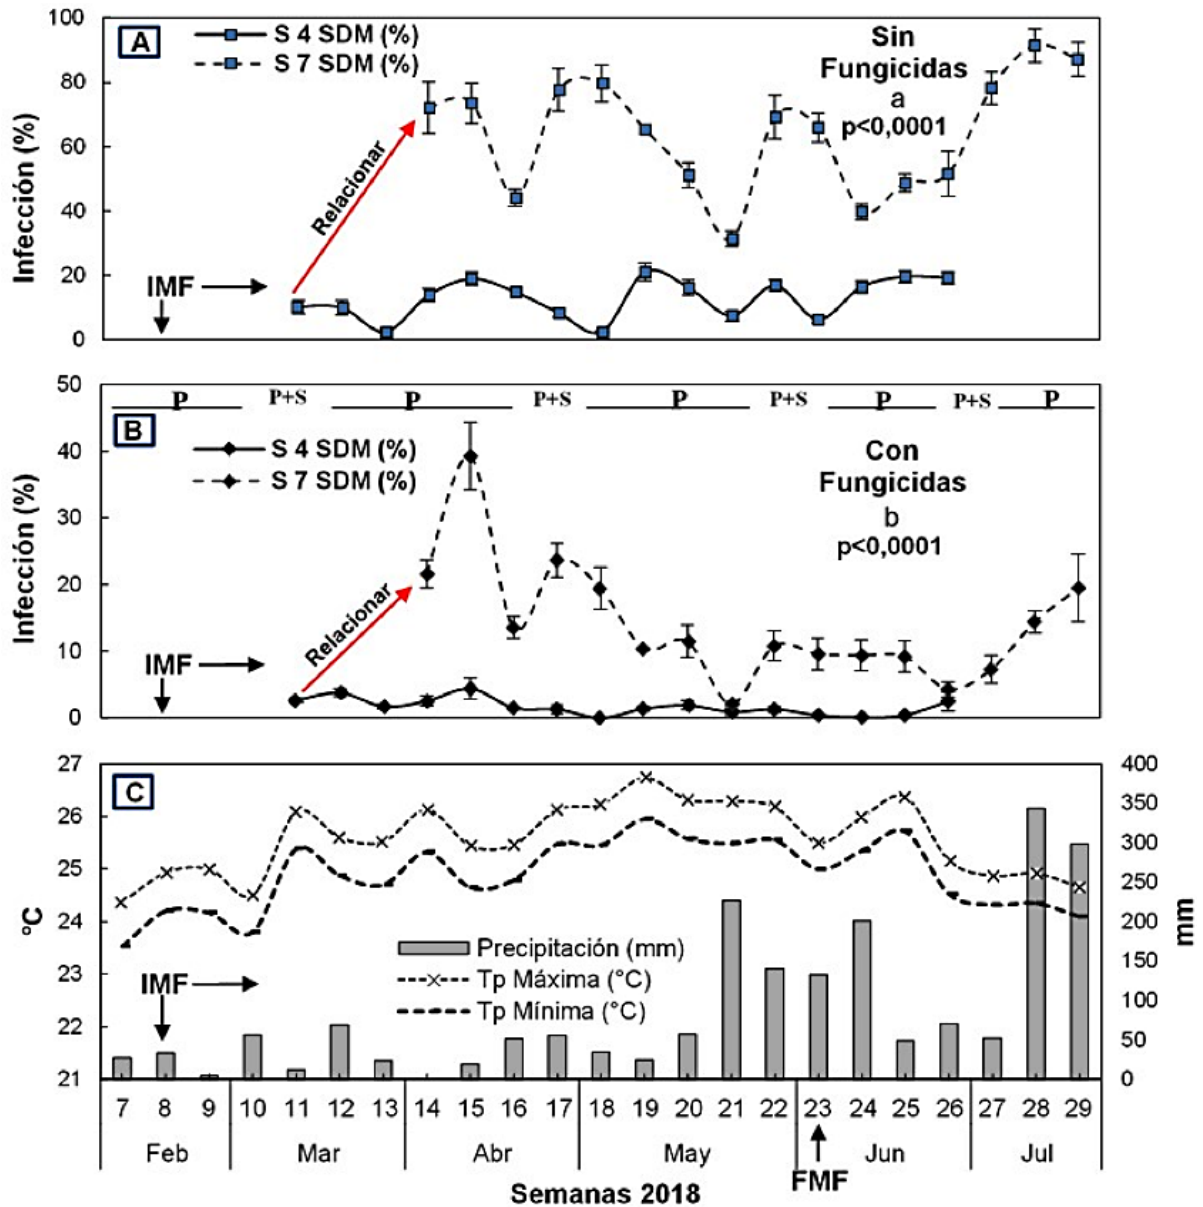 A
S 4 SDM (%)
S 7 SDM (%)
Sin
Fungicidas
a
p<0,0001
Relacionar
IMF
Infección (%)
100
80
60
40
20
0
P P+S P P+S P P+S P P+S P
B
S 4 SDM (%)
S 7 SDM (%)
Con
Fungicidas
b
p<0,0001
Relacionar
IMF
Infección (%)
50
40
30
20
10
0
C
Precipitación (mm)
Tp Máxima (°C)
Tp Mínima (°C)
IMF
°C
27
26
25
24
23
22
21
mm
400
350
300
250
200
150
100
50
0
7 8 9 10 11 12 13 14 15 16 17 18 19 20 21 22 23 24 25 26 27 28 29
Feb Mar Abr May Jun Jul
FMF
Semanas 2018